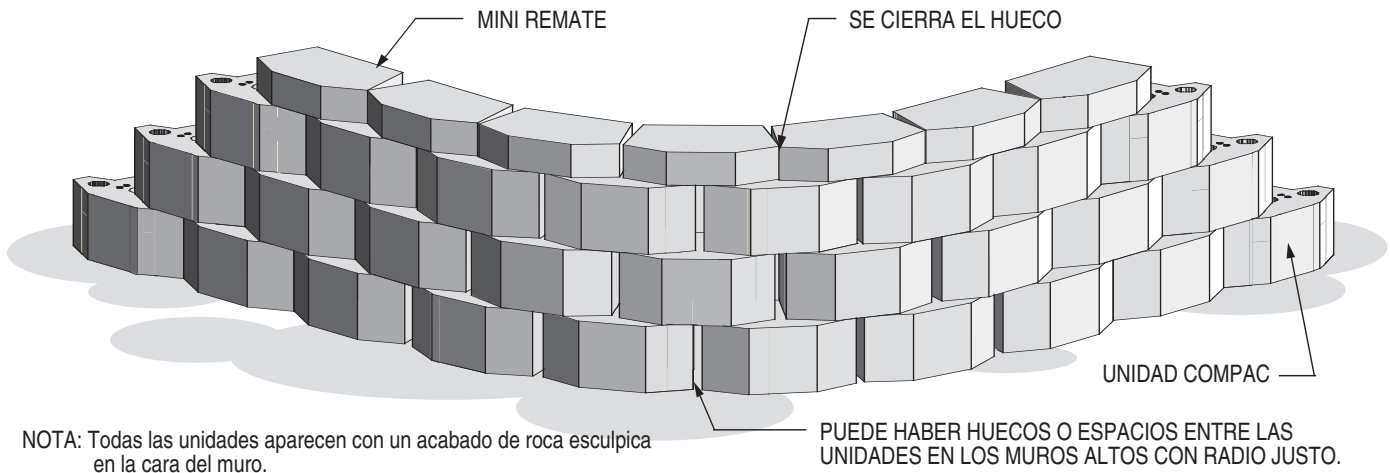 MINI REMATE
SE CIERRA EL HUECO
UNIDAD COMPAC
NOTA: Todas las unidades aparecen con un acabado de roca esculpica
en la cara del muro.
PUEDE HABER HUECOS O ESPACIOS ENTRE LAS
UNIDADES EN LOS MUROS ALTOS CON RADIO JUSTO.